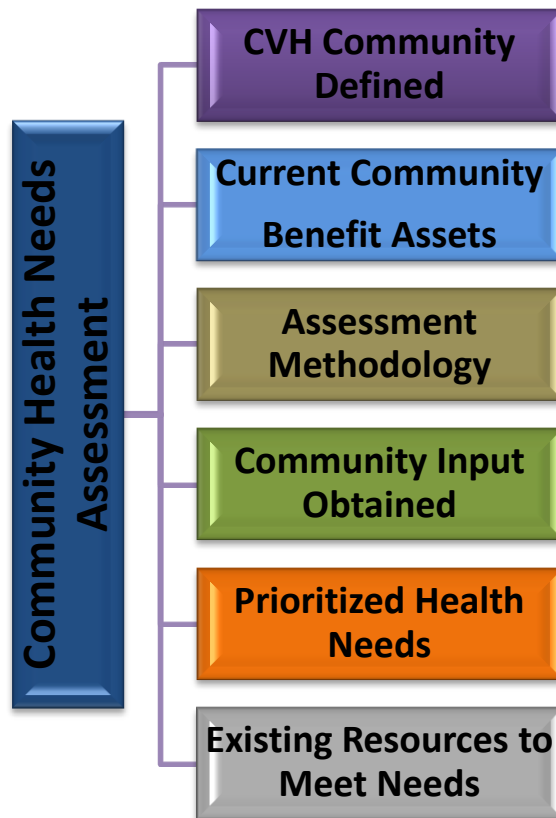 Community Health Needs
Assessment
CVH Community
Defined
Current Community
Benefit Assets
Assessment
Methodology
Community Input
Obtained
Prioritized Health
Needs
Existing Resources to
Meet Needs